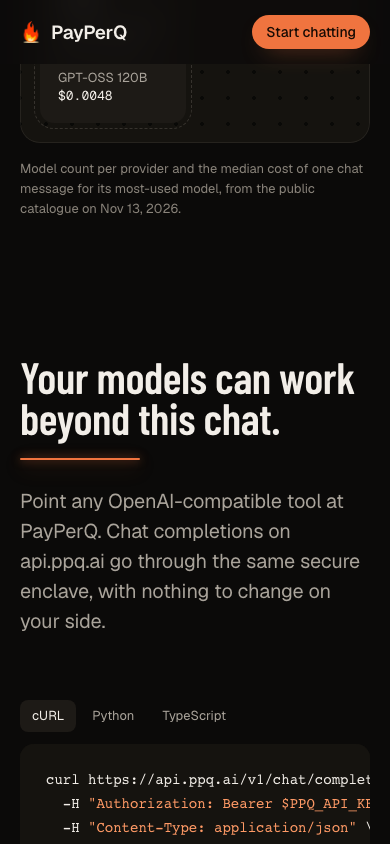 PayPerQ
Start chatting
GPT-OSS 120B
$0.0048
Model count per provider and the median cost of one chat
message for its most-used model, from the public
catalogue on Nov 13, 2026.
Your models can work
beyond this chat.
Point any OpenAI-compatible tool at
PayPerQ. Chat completions on
api.ppq.ai go through the same secure
enclave, with nothing to change on
your side.
cURL Python TypeScript
curl https://api.ppq.ai/v1/chat/complet
-H "Authorization: Bearer $PPQ_API_KE
-H "Content-Type: application/json" \